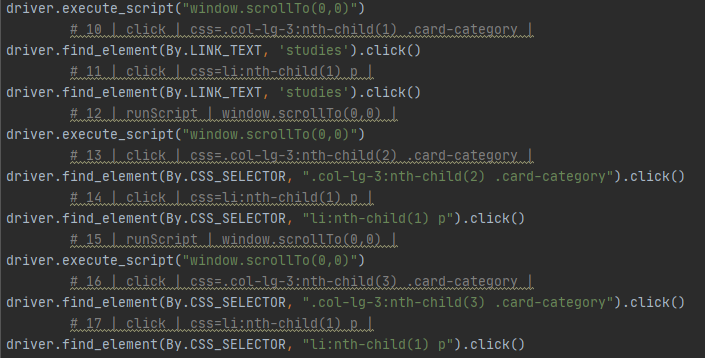 driver.execute_script("window.scrollTo(0,0)")
# 10 | click | css=.col-lg-3:nth-child(1) .card-category |
driver.find_element(By.LINK_TEXT, 'studies').click()
# 11 | click | css=li:nth-child(1) p |
driver.find_element(By.LINK_TEXT, 'studies').click()
# 12 | runScript | window.scrollTo(0,0) |
driver.execute_script("window.scrollTo(0,0)")
# 13 | click | css=.col-lg-3:nth-child(2) .card-category |
driver.find_element(By.CSS_SELECTOR, ".col-lg-3:nth-child(2) .card-category").click()
# 14 | click | css=li:nth-child(1) p |
driver.find_element(By.CSS_SELECTOR, "li:nth-child(1) p").click()
# 15 | runScript | window.scrollTo(0,0) |
driver.execute_script("window.scrollTo(0,0)")
# 16 | click | css=.col-lg-3:nth-child(3) .card-category |
driver.find_element(By.CSS_SELECTOR, ".col-lg-3:nth-child(3) .card-category").click()
# 17 | click | css=li:nth-child(1) p |
driver.find_element(By.CSS_SELECTOR, "li:nth-child(1) p").click()